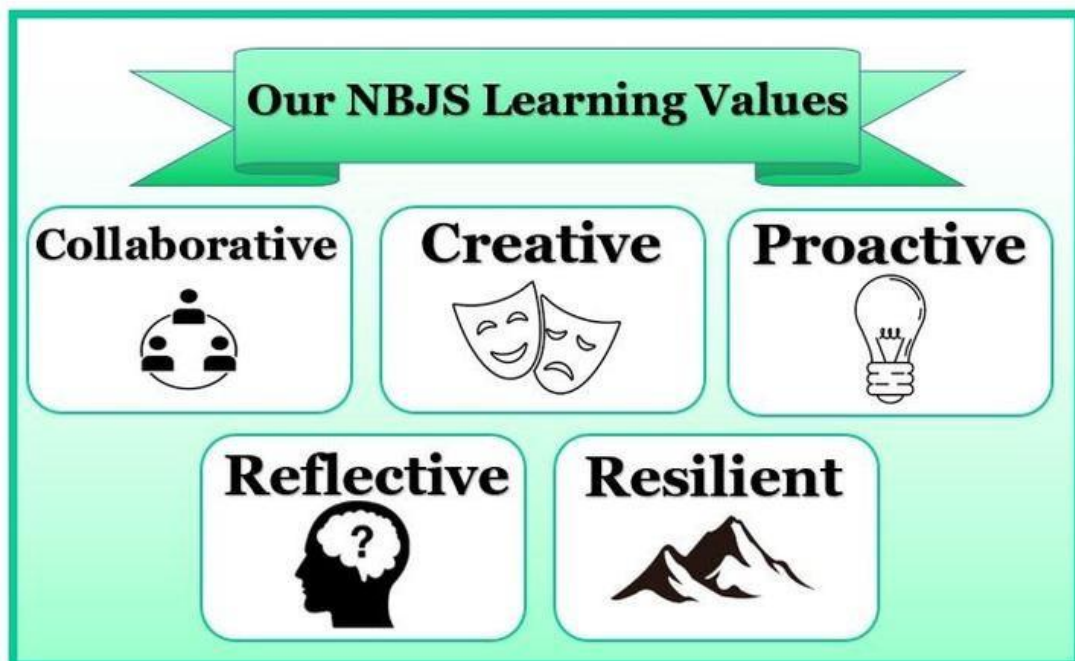 Our NBJS Learning Values
Collaborative
Creative
Proactive
Reflective
?
Resilient